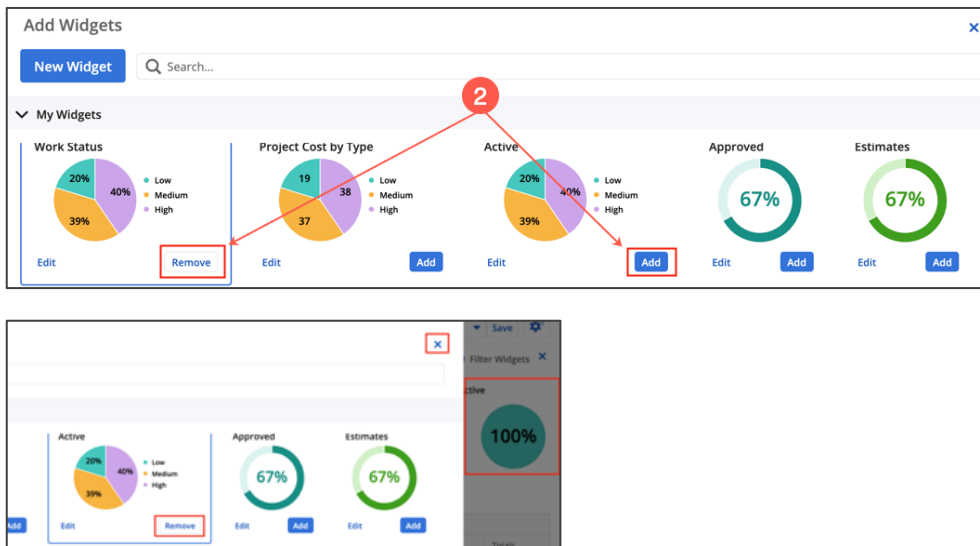 Add Widgets
×
New Widget
Search...
2
My Widgets
Work Status
Project Cost by Type
Active
Approved
Estimates
20%
40%
39%
Low
Medium
High
19
38
37
Low
Medium
High
20%
40%
39%
Low
Medium
High
67%
67%
Edit
Remove
Edit
Add
Edit
Add
Edit
Add
Edit
Add
×
Save
Filter Widgets ×
ctive
100%
Active
Approved
Estimates
20%
40%
39%
Low
Medium
High
67%
67%
Add
Edit
Remove
Edit
Add
Edit
Add
Totals